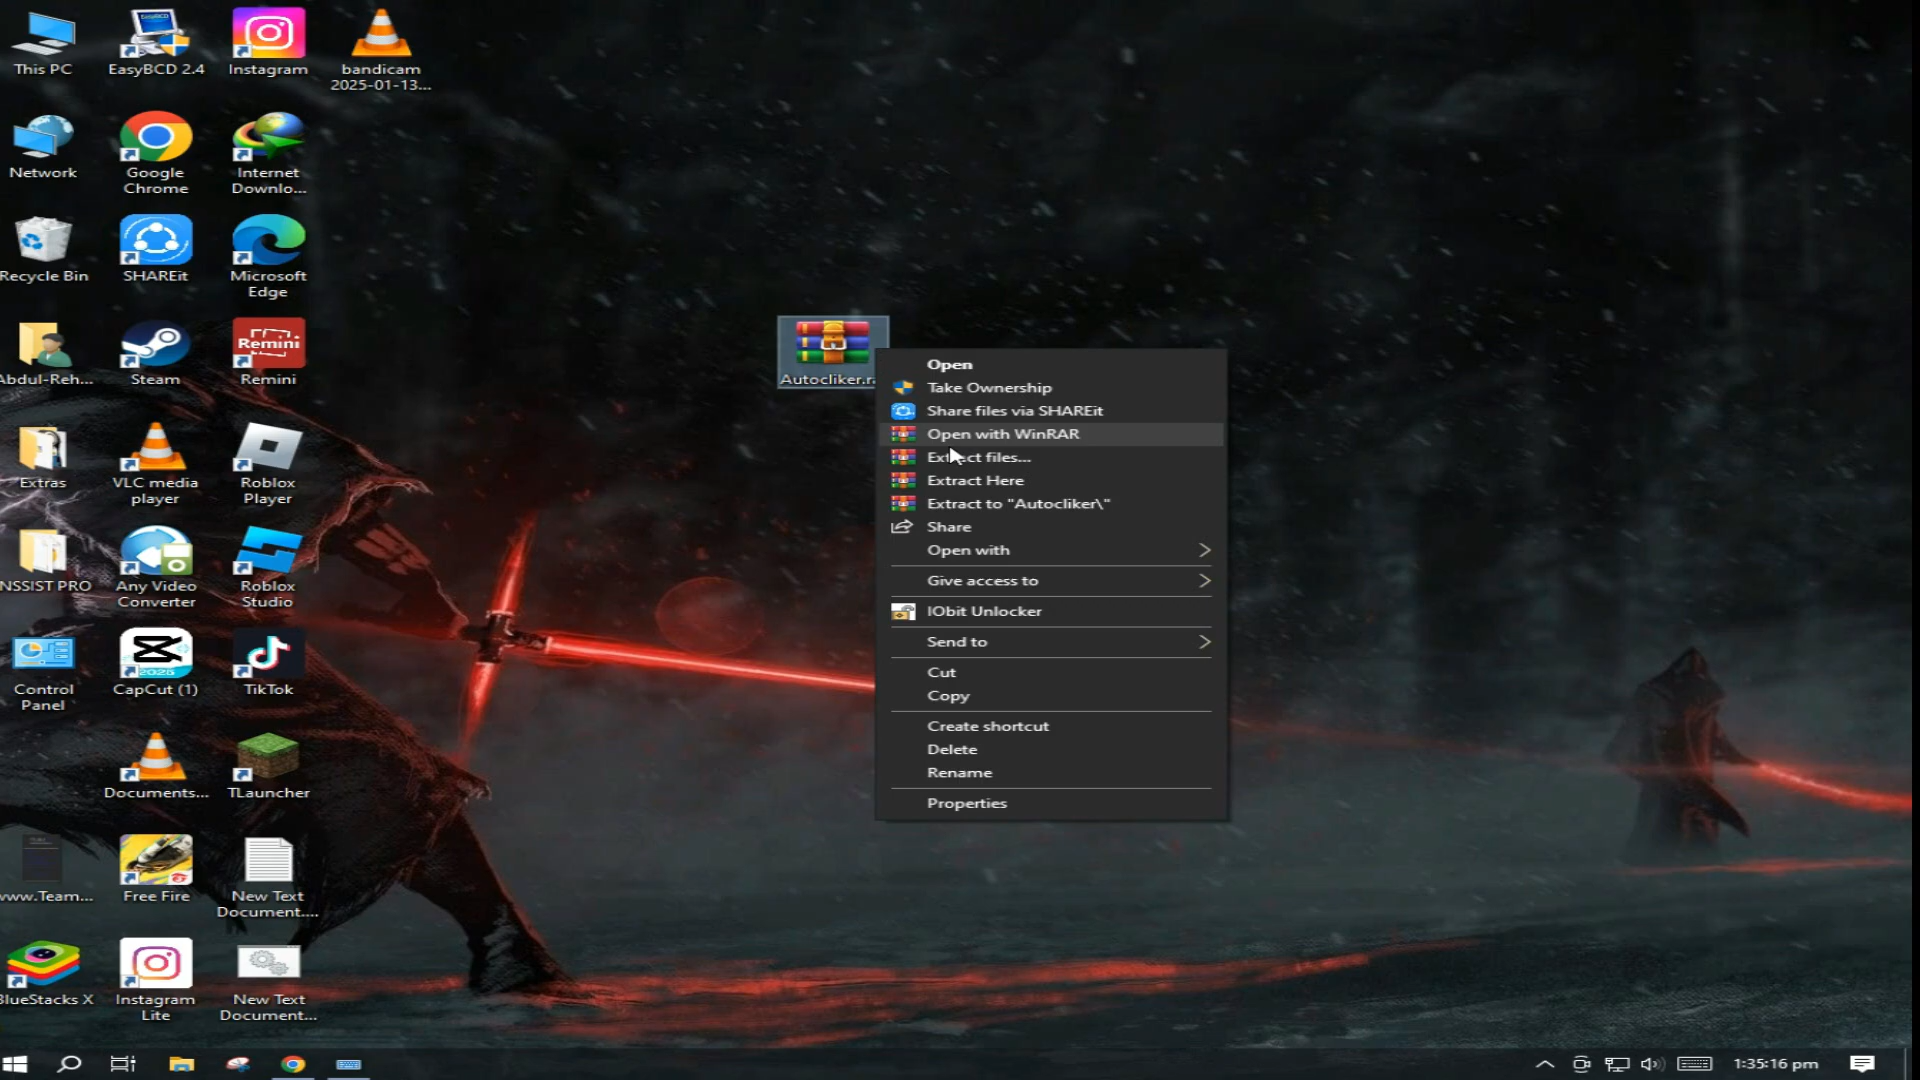 This PC
EasyBCD 2.4
Instagram
bandicam
2025-01-13...
Network
Google
Chrome
Internet
Downlo...
Recycle Bin
SHAREit
Microsoft
Edge
Abdul-Reh...
Steam
Remini
Remini
Extras
VLC media
player
Roblox
Player
NSSIST PRO
Any Video
Converter
Roblox
Studio
Control
Panel
2025
CapCut (1)
TikTok
Documents...
TLauncher
www.Team...
Free Fire
New Text
Document....
BlueStacks X
Instagram
Lite
New Text
Document...
Autocliker.ra
Open
Take Ownership
Share files via SHAREit
Open with WinRAR
Extract files...
Extract Here
Extract to "Autocliker\"
Share
Open with
Give access to
IObit Unlocker
Send to
Cut
Copy
Create shortcut
Delete
Rename
Properties
1:35:16 pm